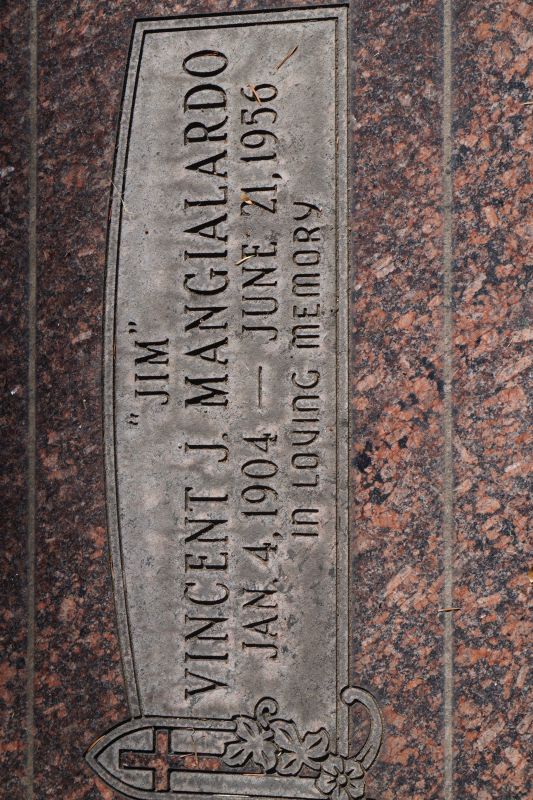 "JIM"
VINCENT J. MANGIALARDO
JAN. 4, 1904 — JUNE 21, 1956
IN LOVING MEMORY